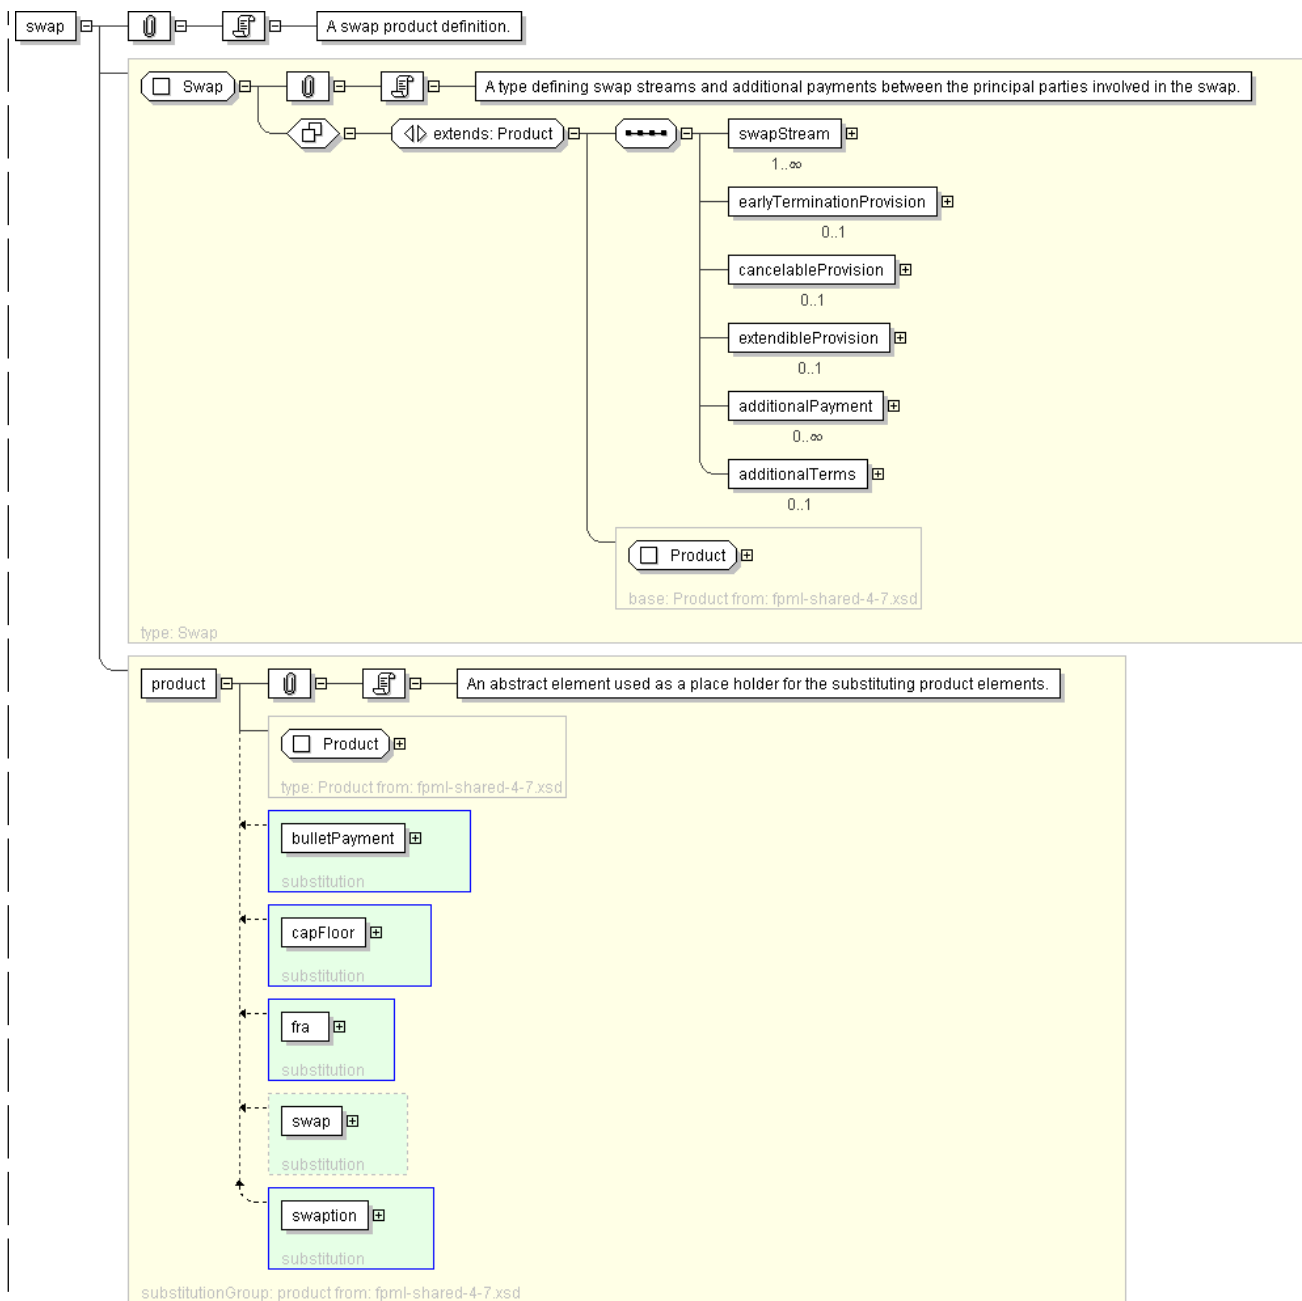 swap A swap product definition.
Swap A type defining swap streams and additional payments between the principal parties involved in the swap.
extends: Product swapStream
1..∞
earlyTerminationProvision
0..1
cancelableProvision
0..1
extendibleProvision
0..1
additionalPayment
0..∞
additionalTerms
0..1
Product
base: Product from: fpml-shared-4-7.xsd
type: Swap
product An abstract element used as a place holder for the substituting product elements.
Product
type: Product from: fpml-shared-4-7.xsd
bulletPayment
substitution
capFloor
substitution
fra
substitution
swap
substitution
swaption
substitution
substitutionGroup: product from: fpml-shared-4-7.xsd